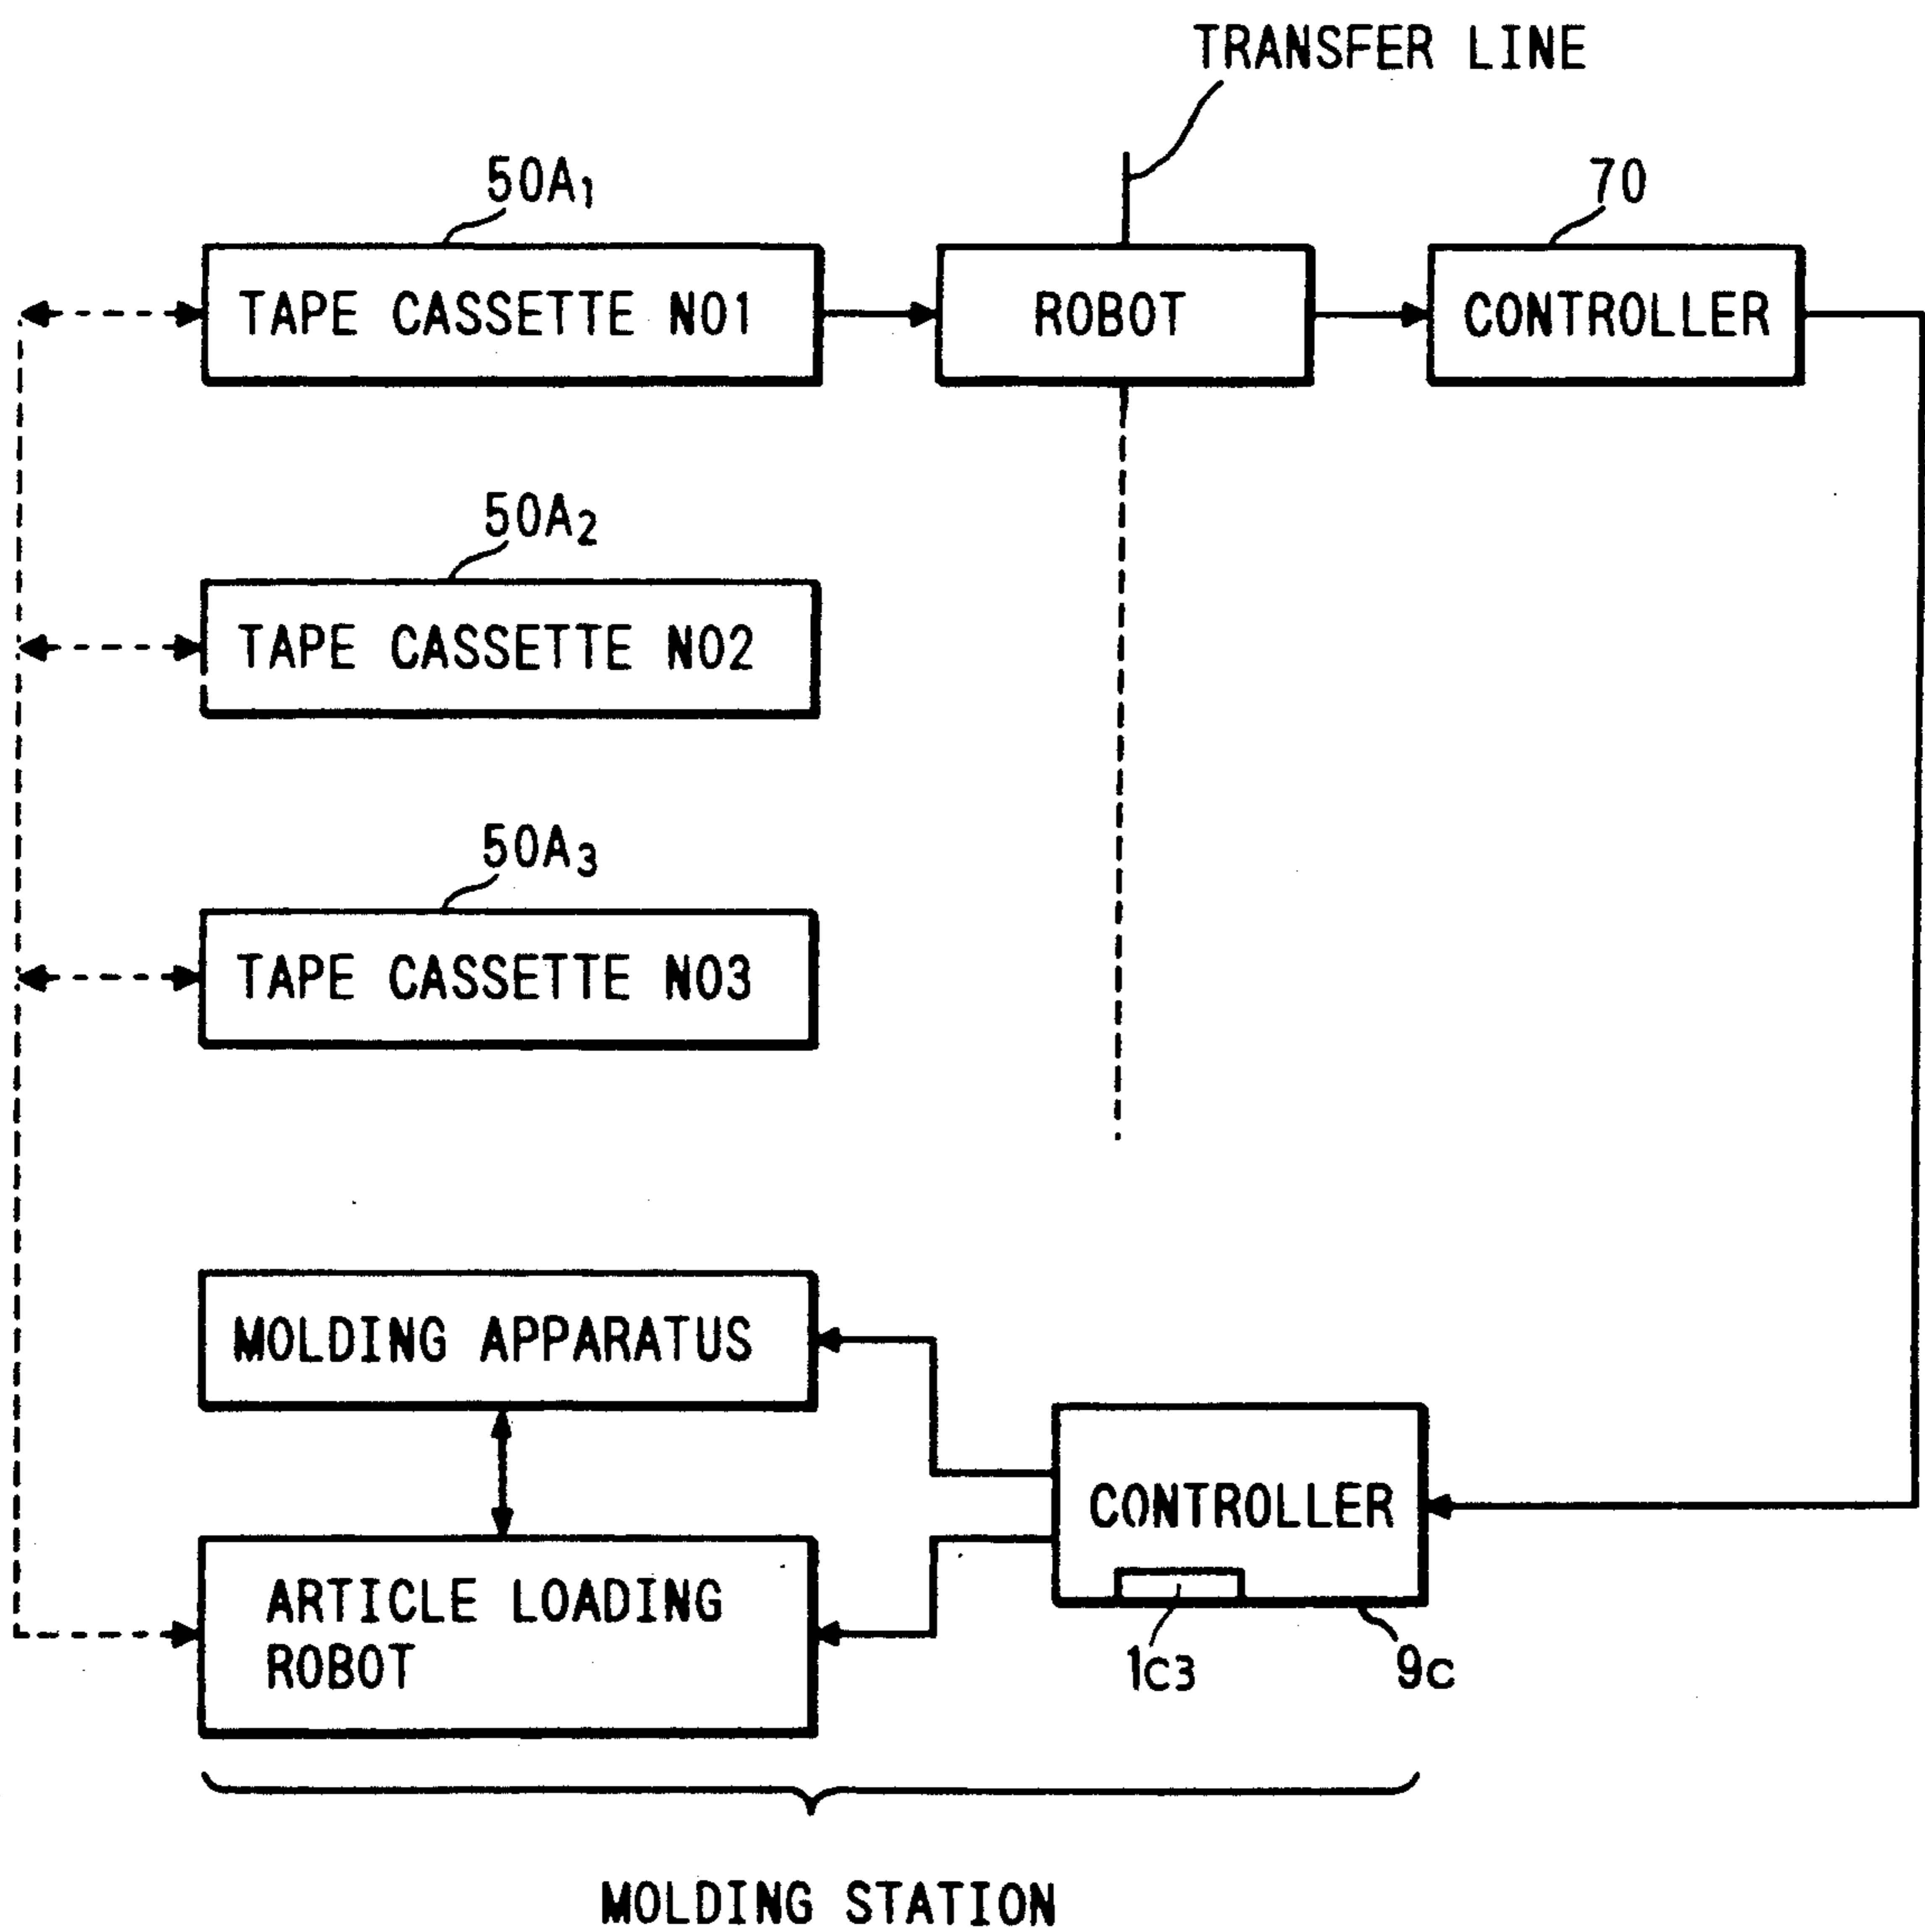 TRANSFER LINE
50A1
70
TAPE CASSETTE NO1
ROBOT
CONTROLLER
50A2
TAPE CASSETTE NO2
50A3
TAPE CASSETTE NO3
MOLDING APPARATUS
CONTROLLER
ARTICLE LOADING
ROBOT
1C3
9C
MOLDING STATION